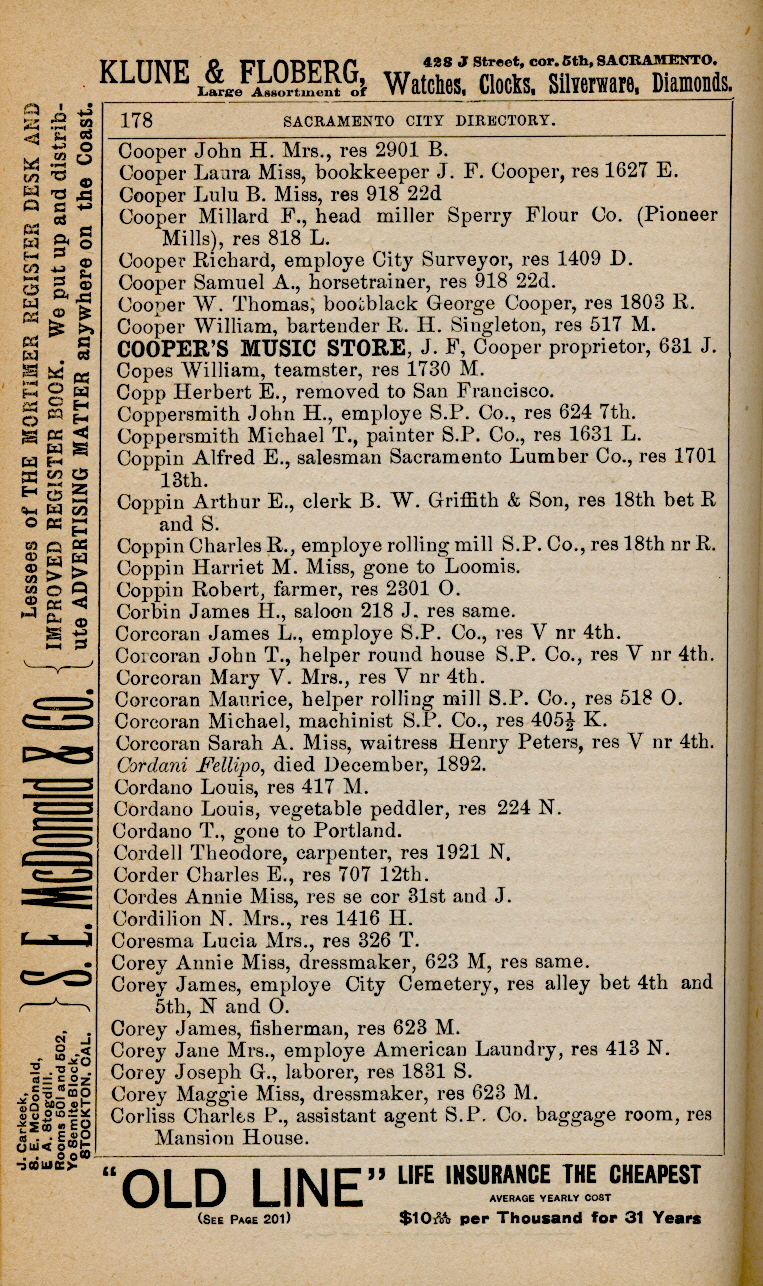 KLUNE & FLOBERG,
428 J Street, cor. 5th, SACRAMENTO.
Large Assortment of Watches, Clocks, Silverware, Diamonds.
178 SACRAMENTO CITY DIRECTORY.
Cooper John H. Mrs., res 2901 B.
Cooper Laura Miss, bookkeeper J. F. Cooper, res 1627 E.
Cooper Lulu B. Miss, res 918 22d
Cooper Millard F., head miller Sperry Flour Co. (Pioneer
Mills), res 818 L.
Cooper Richard, employe City Surveyor, res 1409 D.
Cooper Samuel A., horsetrainer, res 918 22d.
Cooper W. Thomas, bootblack George Cooper, res 1803 R.
Cooper William, bartender R. H. Singleton, res 517 M.
COOPER'S MUSIC STORE, J. F, Cooper proprietor, 631 J.
Copes William, teamster, res 1730 M.
Copp Herbert E., removed to San Francisco.
Coppersmith John H., employe S.P. Co., res 624 7th.
Coppersmith Michael T., painter S.P. Co., res 1631 L.
Coppin Alfred E., salesman Sacramento Lumber Co., res 1701
13th.
Coppin Arthur E., clerk B. W. Griffith & Son, res 18th bet R
and S.
Coppin Charles R., employe rolling mill S.P. Co., res 18th nr R.
Coppin Harriet M. Miss, gone to Loomis.
Coppin Robert, farmer, res 2301 O.
Corbin James H., saloon 218 J. res same.
Corcoran James L., employe S.P. Co., res V nr 4th.
Corcoran John T., helper round house S.P. Co., res V nr 4th.
Corcoran Mary V. Mrs., res V nr 4th.
Corcoran Maurice, helper rolling mill S.P. Co., res 518 O.
Corcoran Michael, machinist S.P. Co., res 405½ K.
Corcoran Sarah A. Miss, waitress Henry Peters, res V nr 4th.
Cordani Fellipo, died December, 1892.
Cordano Louis, res 417 M.
Cordano Louis, vegetable peddler, res 224 N.
Cordano T., gone to Portland.
Cordell Theodore, carpenter, res 1921 N.
Corder Charles E., res 707 12th.
Cordes Annie Miss, res se cor 31st and J.
Cordilion N. Mrs., res 1416 H.
Coresma Lucia Mrs., res 326 T.
Corey Annie Miss, dressmaker, 623 M, res same.
Corey James, employe City Cemetery, res alley bet 4th and
5th, N and O.
Corey James, fisherman, res 623 M.
Corey Jane Mrs., employe American Laundry, res 413 N.
Corey Joseph G., laborer, res 1831 S.
Corey Maggie Miss, dressmaker, res 623 M.
Corliss Charles P., assistant agent S.P. Co. baggage room, res
Mansion House.
J. Carkeek,
S. E. McDonald,
E. A. Stogdill.
Rooms 501 and 502,
Yo Semite Block,
STOCKTON, CAL.
S. E. McDonald & CO.
Lessees of THE MORTIMER REGISTER DESK AND
IMPROVED REGISTER BOOK. We put up and distrib-
ute ADVERTISING MATTER anywhere on the Coast.
"OLD LINE"
(SEE PAGE 201)
LIFE INSURANCE THE CHEAPEST
AVERAGE YEARLY COST
$10 per Thousand for 31 Years